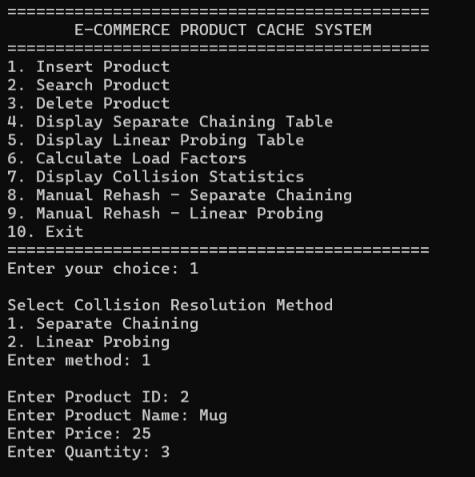 ============================================
E-COMMERCE PRODUCT CACHE SYSTEM
============================================
1. Insert Product
2. Search Product
3. Delete Product
4. Display Separate Chaining Table
5. Display Linear Probing Table
6. Calculate Load Factors
7. Display Collision Statistics
8. Manual Rehash - Separate Chaining
9. Manual Rehash - Linear Probing
10. Exit
============================================
Enter your choice: 1
Select Collision Resolution Method
1. Separate Chaining
2. Linear Probing
Enter method: 1
Enter Product ID: 2
Enter Product Name: Mug
Enter Price: 25
Enter Quantity: 3